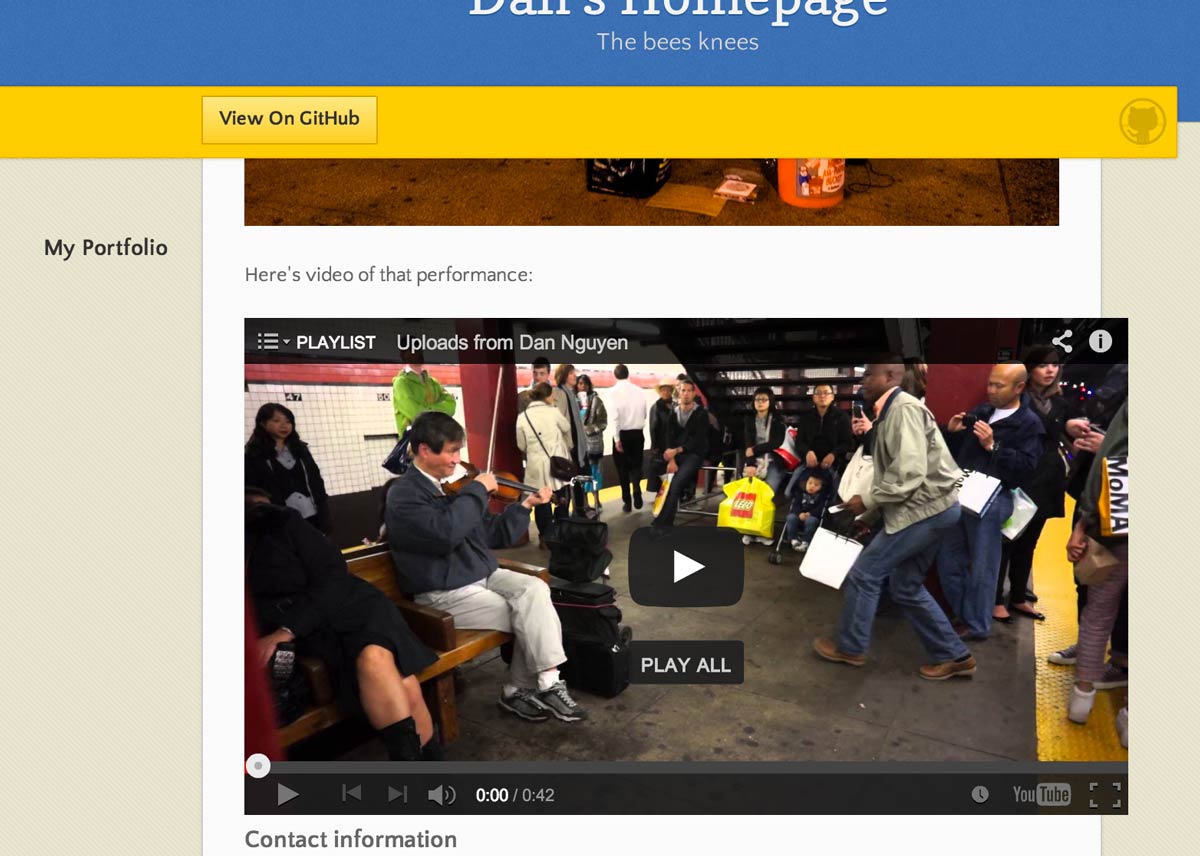 Dan's Homepage
The bees knees
View On GitHub
My Portfolio
Here's video of that performance:
PLAYLIST Uploads from Dan Nguyen
47
LEGO
MoMA
MoMA
PLAY ALL
0:00 / 0:42
YouTube
Contact information